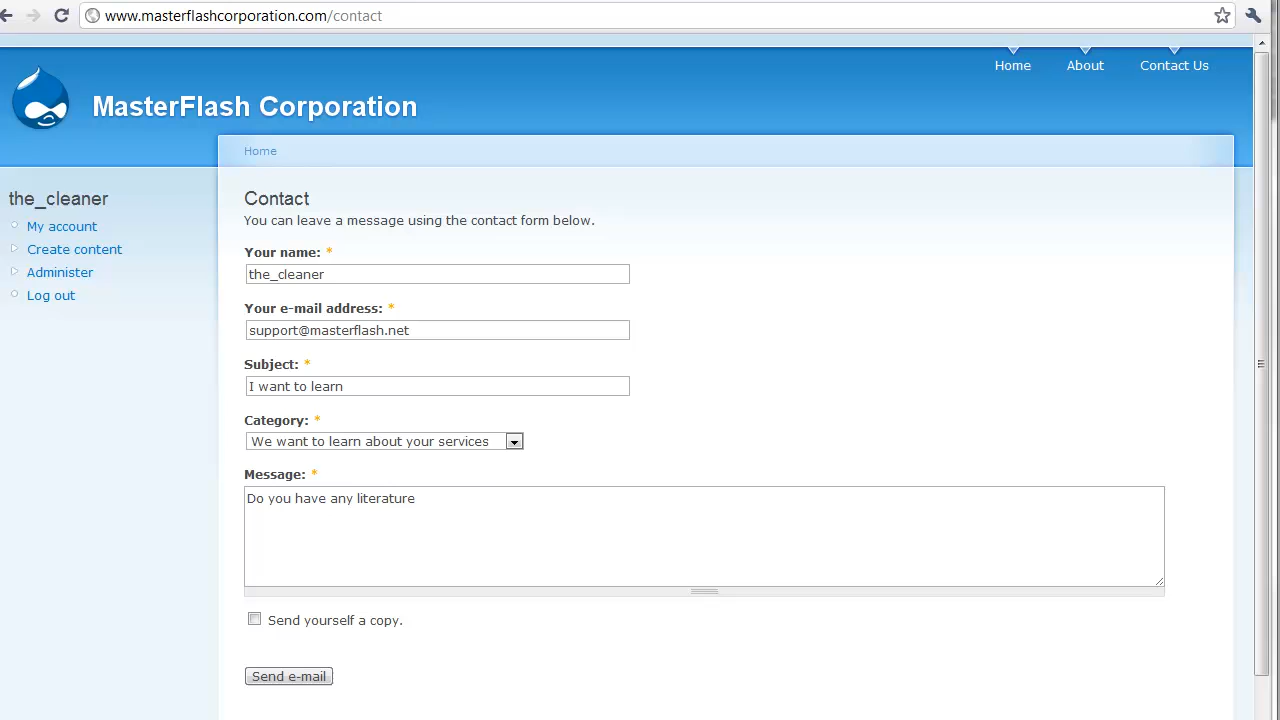 www.masterflashcorporation.com/contact
Home About Contact Us
MasterFlash Corporation
Home
the_cleaner
My account
Create content
Administer
Log out
Contact
You can leave a message using the contact form below.
Your name: *
the_cleaner
Your e-mail address: *
support@masterflash.net
Subject: *
I want to learn
Category: *
We want to learn about your services
Message: *
Do you have any literature
Send yourself a copy.
Send e-mail